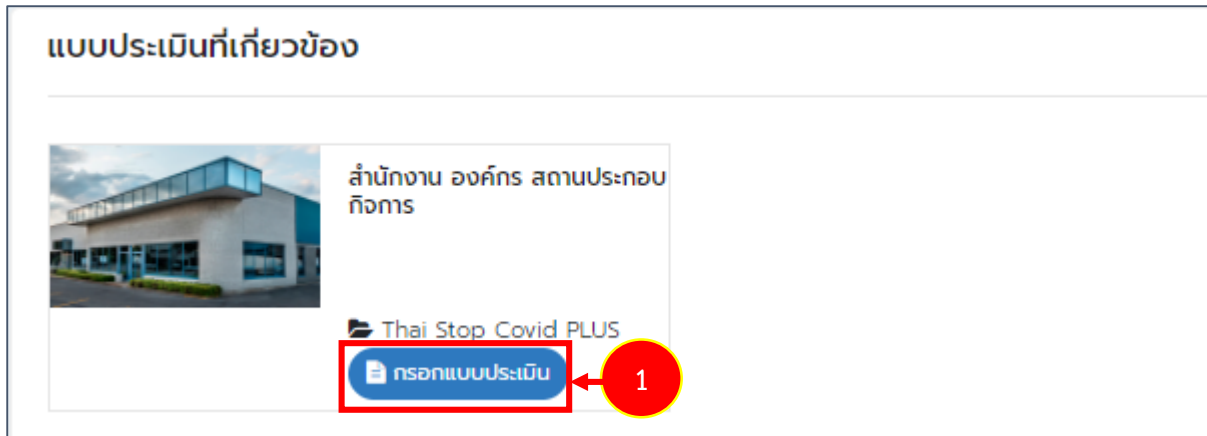 แบบประเมินที่เกี่ยวข้อง
สำนักงาน องค์กร สถานประกอบ
กิจการ
Thai Stop Covid PLUS
กรอกแบบประเมิน
1